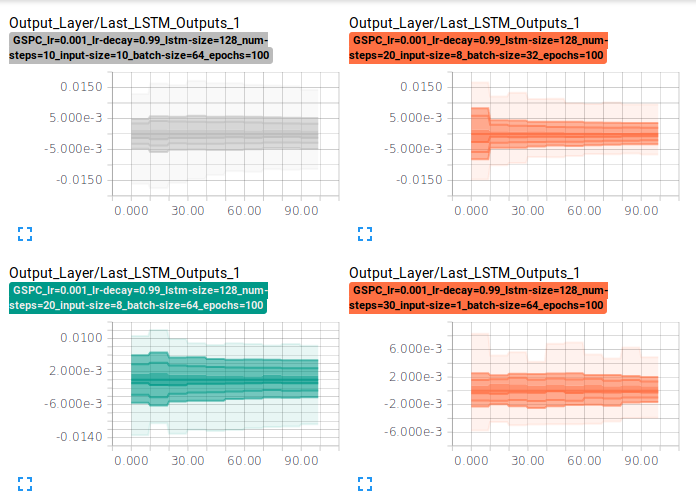 Output_Layer/Last_LSTM_Outputs_1
GSPC_lr=0.001_lr-decay=0.99_lstm-size=128_num-
steps=10_input-size=10_batch-size=64_epochs=100
0.0150
5.000e-3
-5.000e-3
-0.0150
0.000 30.00 60.00 90.00
Output_Layer/Last_LSTM_Outputs_1
GSPC_lr=0.001_lr-decay=0.99_lstm-size=128_num-
steps=20_input-size=8_batch-size=32_epochs=100
0.0150
5.000e-3
-5.000e-3
-0.0150
0.000 30.00 60.00 90.00
Output_Layer/Last_LSTM_Outputs_1
GSPC_lr=0.001_lr-decay=0.99_lstm-size=128_num-
steps=20_input-size=8_batch-size=64_epochs=100
0.0100
2.000e-3
-6.000e-3
-0.0140
0.000 30.00 60.00 90.00
Output_Layer/Last_LSTM_Outputs_1
GSPC_lr=0.001_lr-decay=0.99_lstm-size=128_num-
steps=30_input-size=1_batch-size=64_epochs=100
6.000e-3
2.000e-3
-2.000e-3
-6.000e-3
0.000 30.00 60.00 90.00